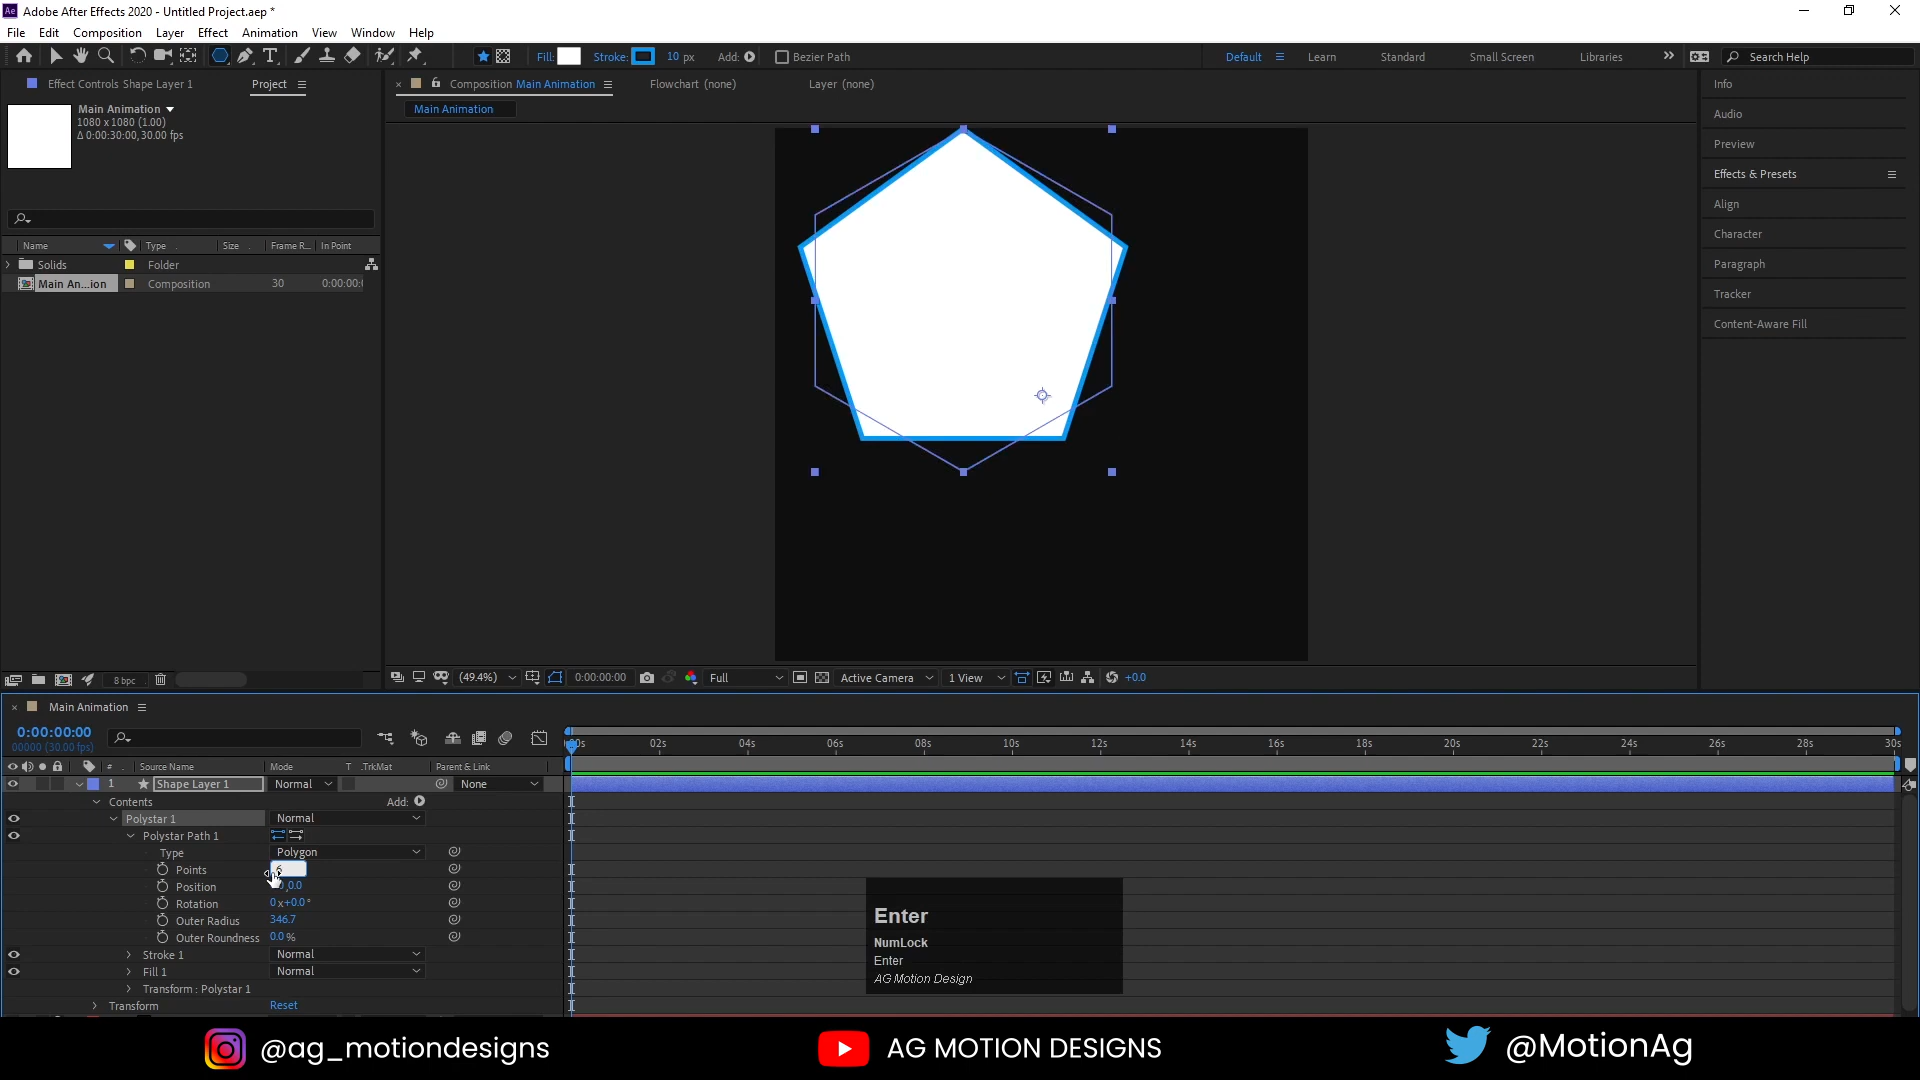 Ae Adobe After Effects 2020 - Untitled Project.aep *
File Edit Composition Layer Effect Animation View Window Help
Fill: Stroke: 10 px Add: Bezier Path Default Learn Standard Small Screen Libraries Search Help
Effect Controls Shape Layer 1 Project
Composition Main Animation Flowchart (none) Layer (none)
Main Animation
1080 x 1080 (1.00)
Δ 0:00:30:00, 30.00 fps
Main Animation
Info
Audio
Preview
Effects & Presets
Align
Character
Paragraph
Tracker
Content-Aware Fill
Name Type Size Frame R... In Point
Solids Folder
Main An...ion Composition 30 0:00:00:
8 bpc
(49.4%) 0:00:00:00 Full Active Camera 1 View +0.0
Main Animation
0:00:00:00
00000 (30.00 fps)
02s 04s 06s 08s 10s 12s 14s 16s 18s 20s 22s 24s 26s 28s 30s
# Source Name Mode T .TrkMat Parent & Link
1 Shape Layer 1 Normal None
Contents Add:
Polystar 1 Normal
Polystar Path 1
Type Polygon
Points
Position ,0.0
Rotation 0x+0.0°
Outer Radius 346.7
Outer Roundness 0.0 %
Stroke 1 Normal
Fill 1 Normal
Transform : Polystar 1
Transform Reset
Enter
NumLock
Enter
AG Motion Design
@ag_motiondesigns AG MOTION DESIGNS @MotionAg